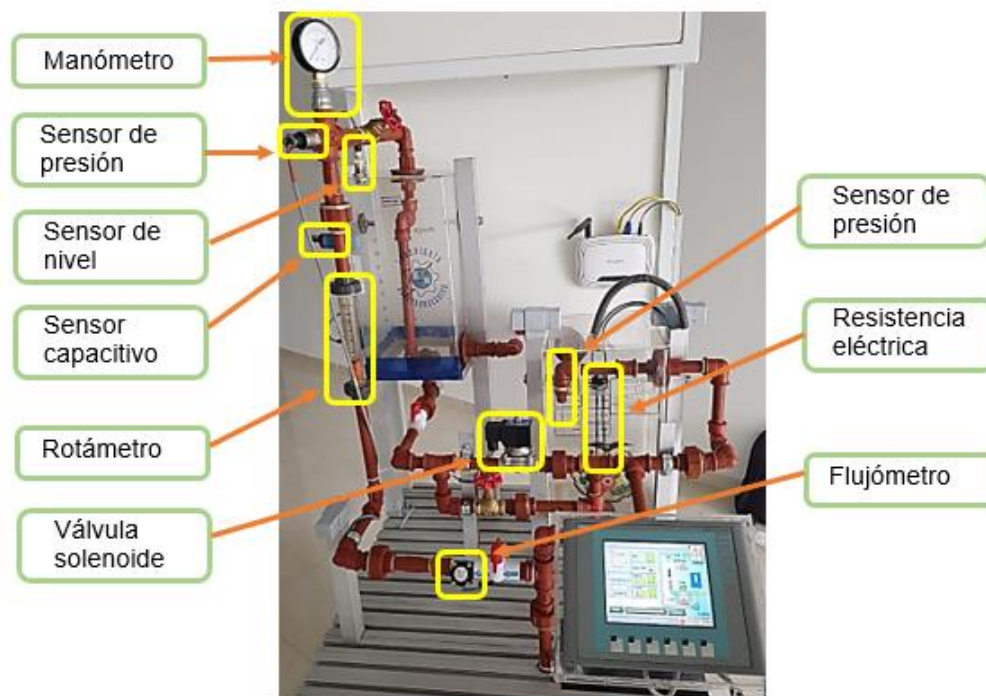 Manómetro
Sensor de
presión
Sensor de
nivel
Sensor
capacitivo
Rotámetro
Válvula
solenoide
Sensor de
presión
Resistencia
eléctrica
Flujómetro